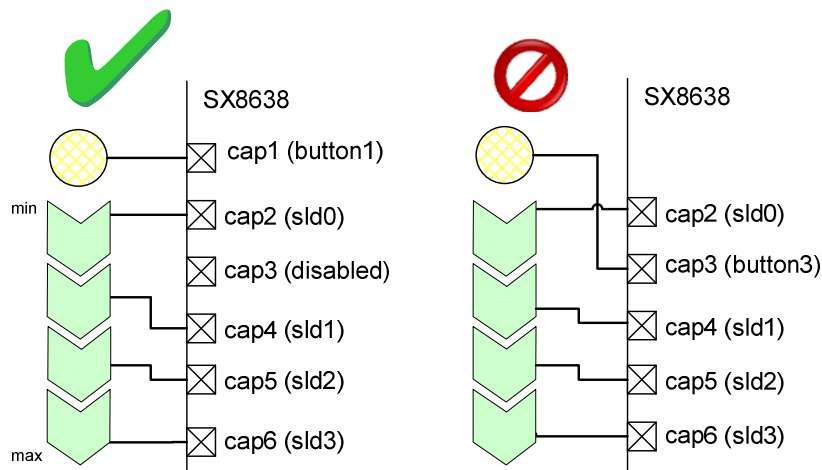 SX8638
cap1 (button1)
min
cap2 (sld0)
cap3 (disabled)
cap4 (sld1)
cap5 (sld2)
cap6 (sld3)
max
SX8638
cap2 (sld0)
cap3 (button3)
cap4 (sld1)
cap5 (sld2)
cap6 (sld3)